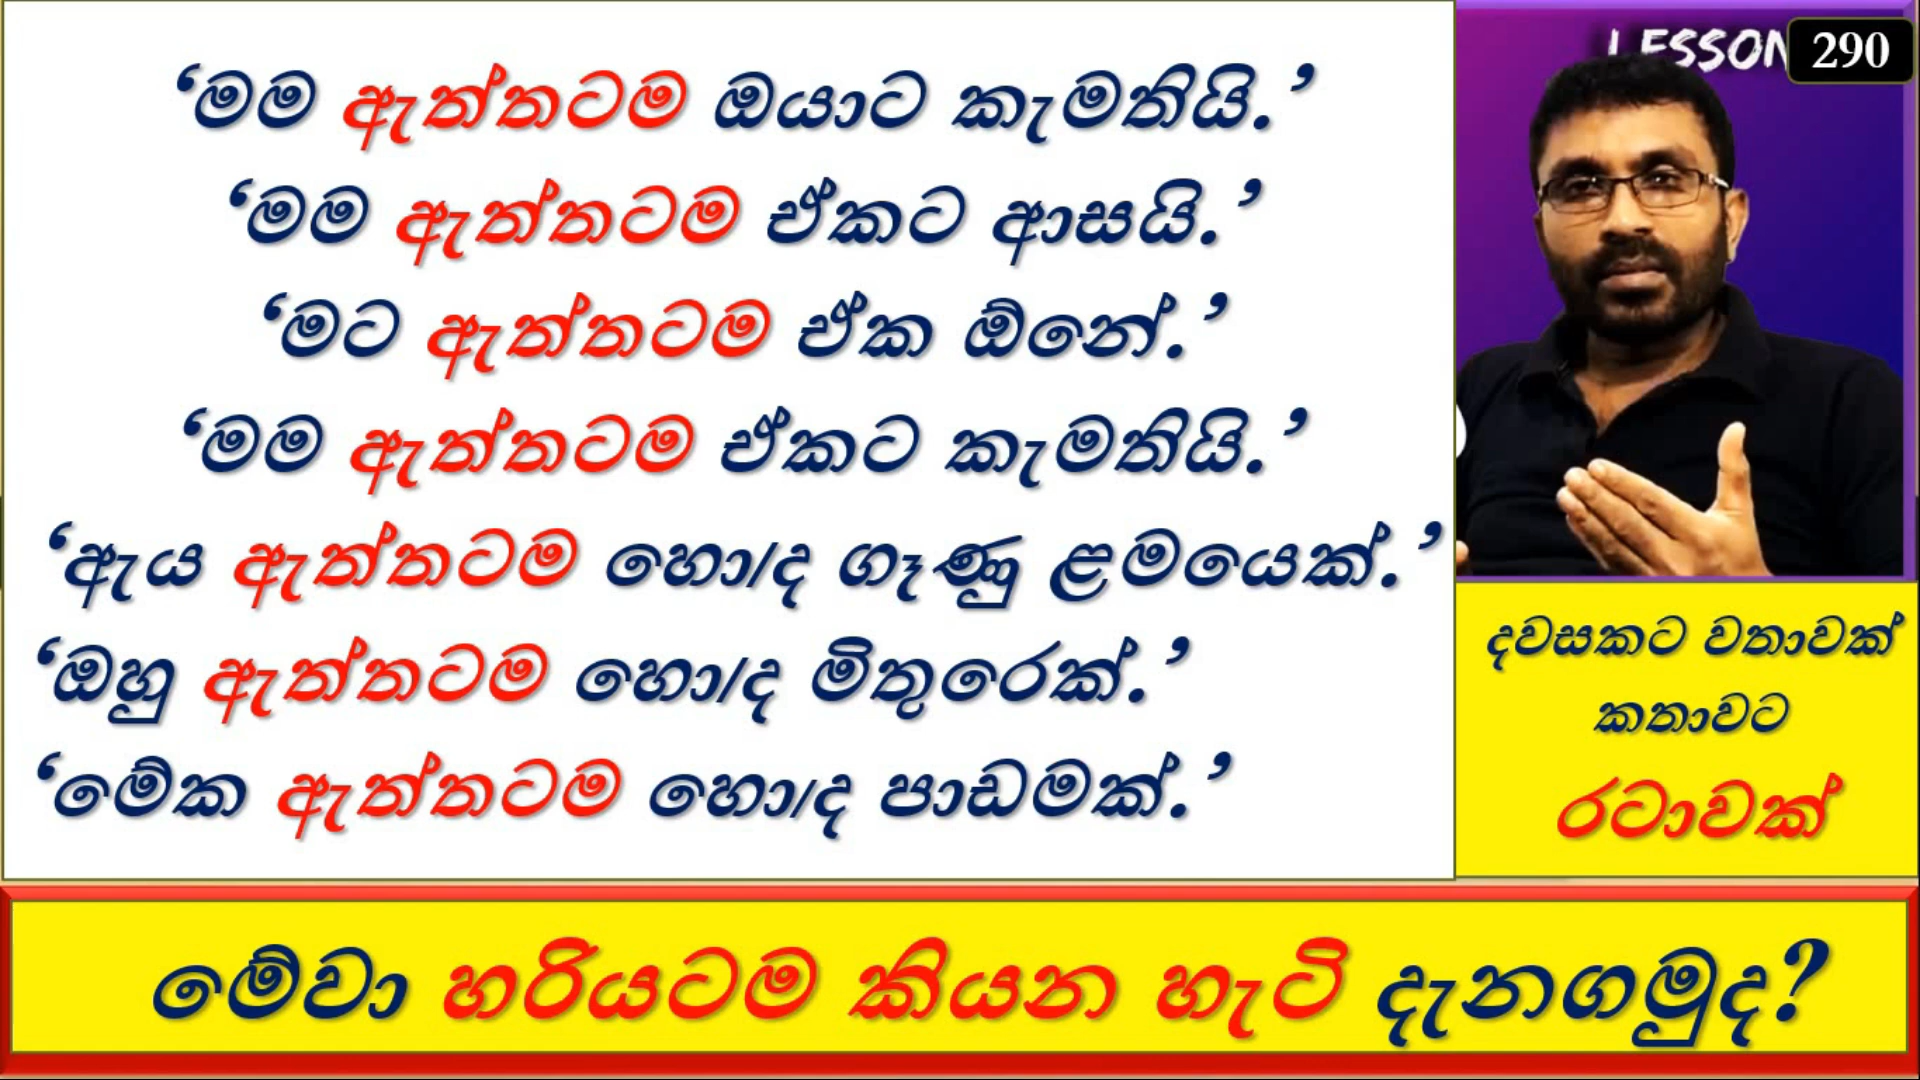 ‘මම ඇත්තටම ඔයාට කැමතියි.’
‘මම ඇත්තටම ඒකට ආසයි.’
‘මට ඇත්තටම ඒක ඕනේ.’
‘මම ඇත්තටම ඒකට කැමතියි.’
‘ඇය ඇත්තටම හො/ද ගෑණු ළමයෙක්.’
‘ඔහු ඇත්තටම හො/ද මිතුරෙක්.’
‘මේක ඇත්තටම හො/ද පාඩමක්.’
LESSON 290
දවසකට වතාවක්
කතාවට
රටාවක්
මේවා හරියටම කියන හැටි දැනගමුද?